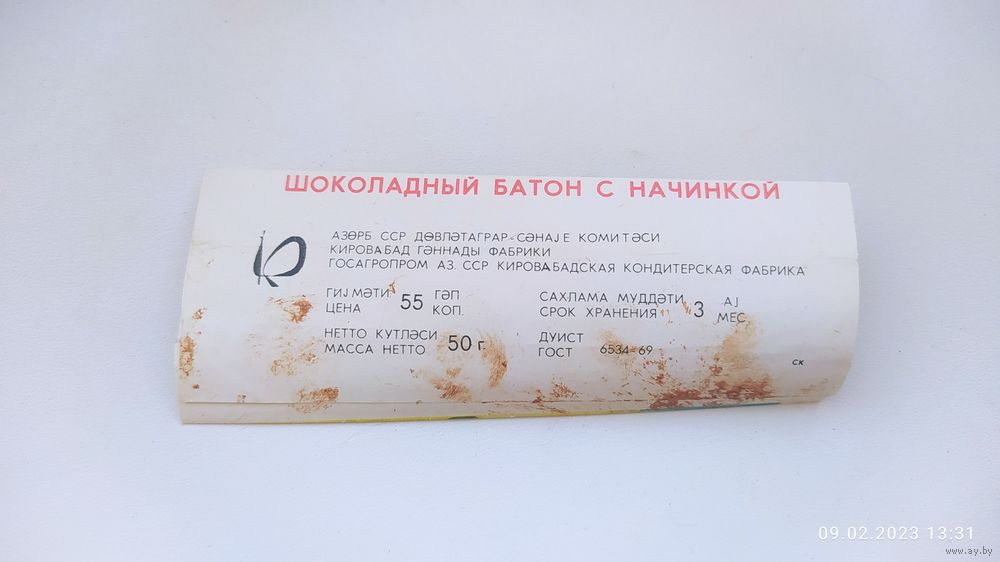 ШОКОЛАДНЫЙ БАТОН С НАЧИНКОЙ
АЗӨРБ ССР ДӨВЛӘТАГРАР-СӘНАЈЕ КОМИТӘСИ
КИРОВАБАД ГӘННАДЫ ФАБРИКИ
ГОСАГРОПРОМ АЗ. ССР КИРОВАБАДСКАЯ КОНДИТЕРСКАЯ ФАБРИКА
ГИЈМӘТИ 55 ГӘП
ЦЕНА КОП.
САХЛАМА МУДДӘТИ 3 АЈ
СРОК ХРАНЕНИЯ МЕС
НЕТТО КУТЛӘСИ 50 г.
МАССА НЕТТО
ДУИСТ
ГОСТ 6534-69
СК
09.02.2023 13:31
www.ay.by